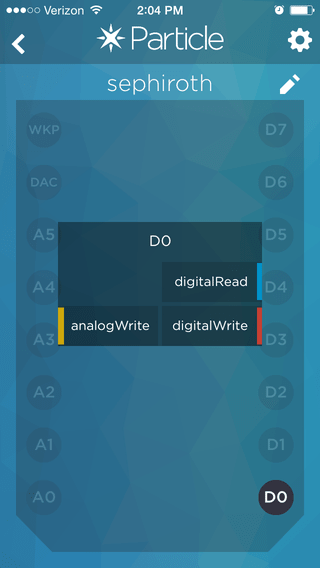 Verizon 2:04 PM
Particle
sephiroth
WKP D7
DAC D6
A5 D5
D0
digitalRead
A4 D4
analogWrite digitalWrite
A3 D3
A2 D2
A1 D1
A0 D0